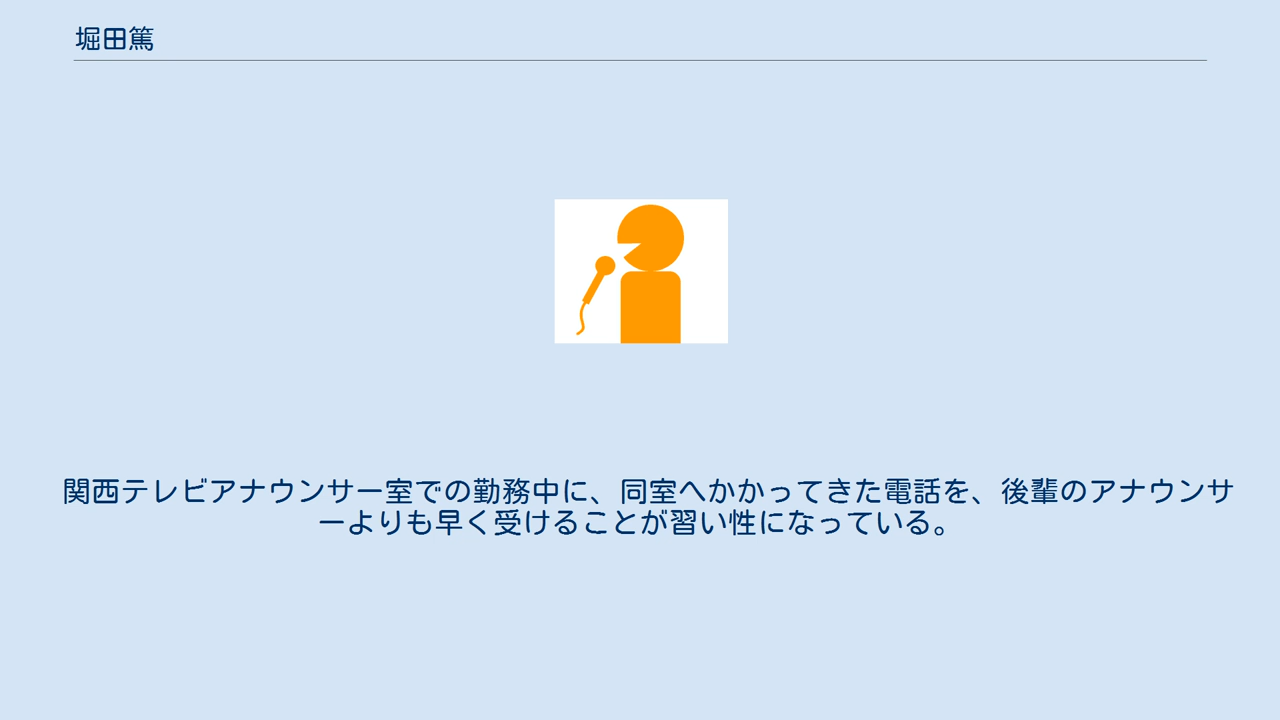 堀田篤
関西テレビアナウンサー室での勤務中に、同室へかかってきた電話を、後輩のアナウンサ
ーよりも早く受けることが習い性になっている。